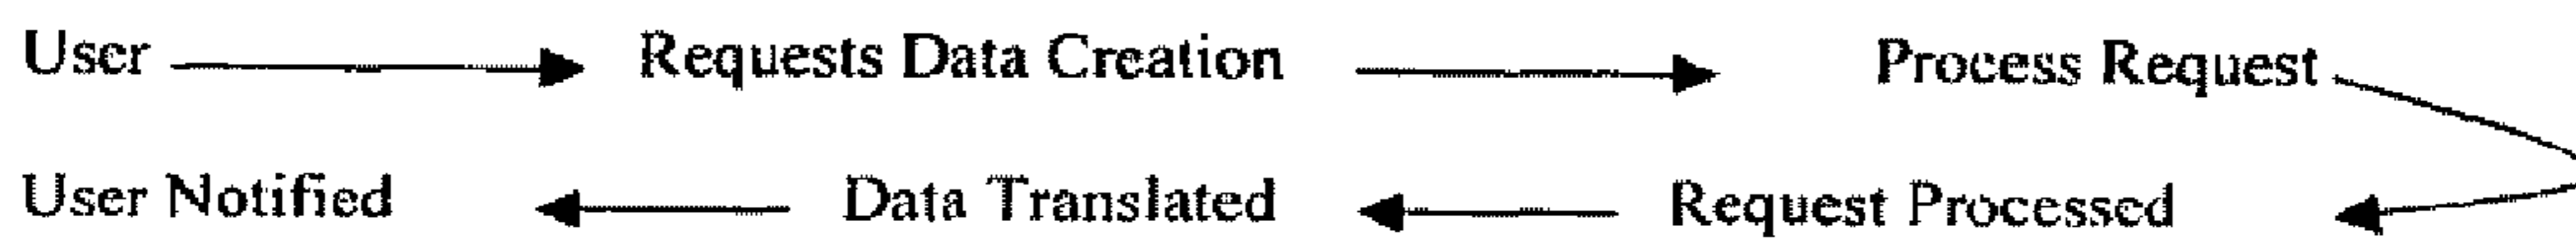 User Requests Data Creation Process Request
User Notified Data Translated Request Processed